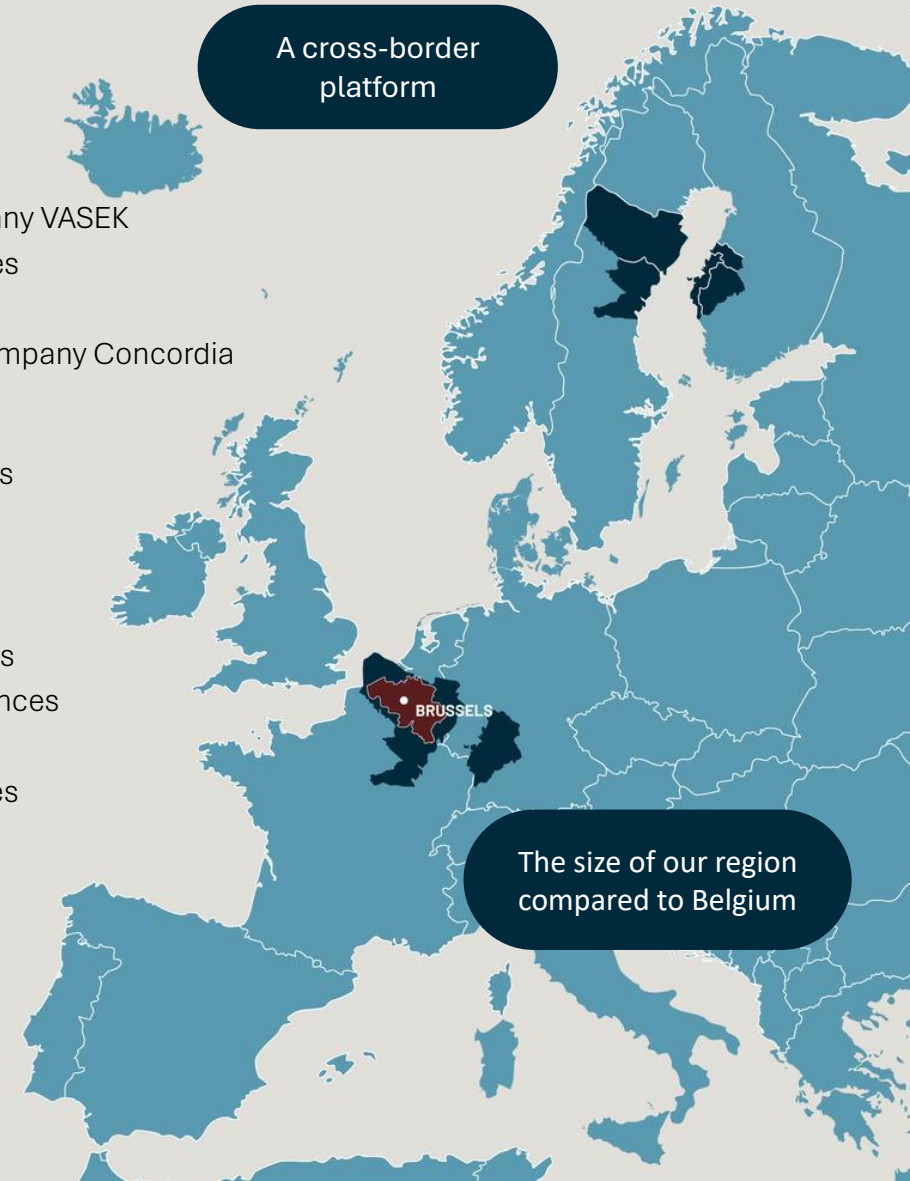 A cross-border
platform
ny VASEK
es
mpany Concordia
s
s
nces
es
BRUSSELS
The size of our region
compared to Belgium